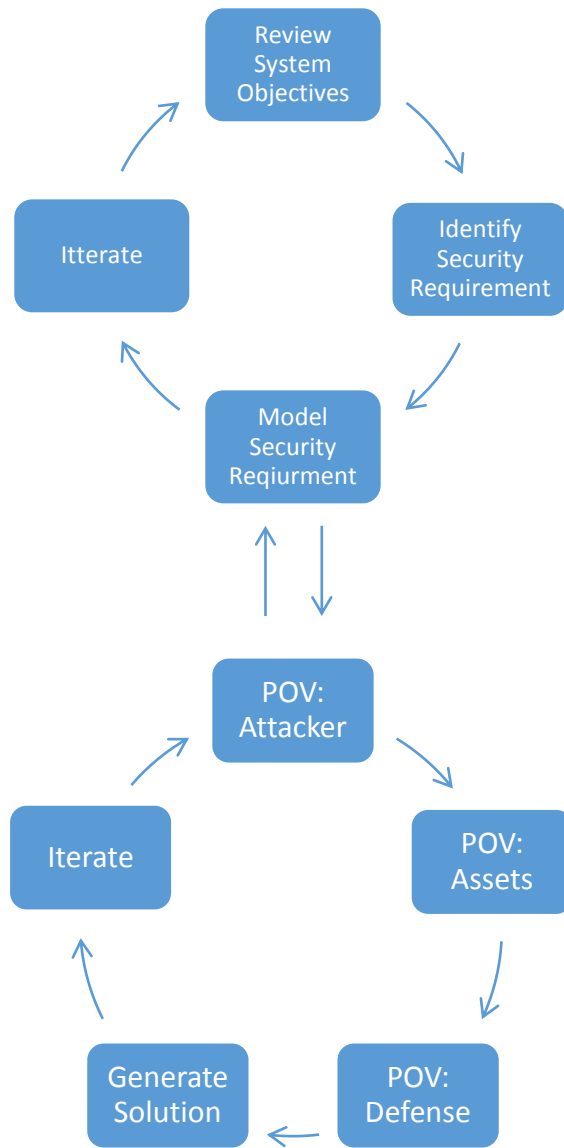 Review
System
Objectives
Identify
Security
Requirement
Model
Security
Reqiurment
Itterate
POV:
Attacker
POV:
Assets
POV:
Defense
Generate
Solution
Iterate